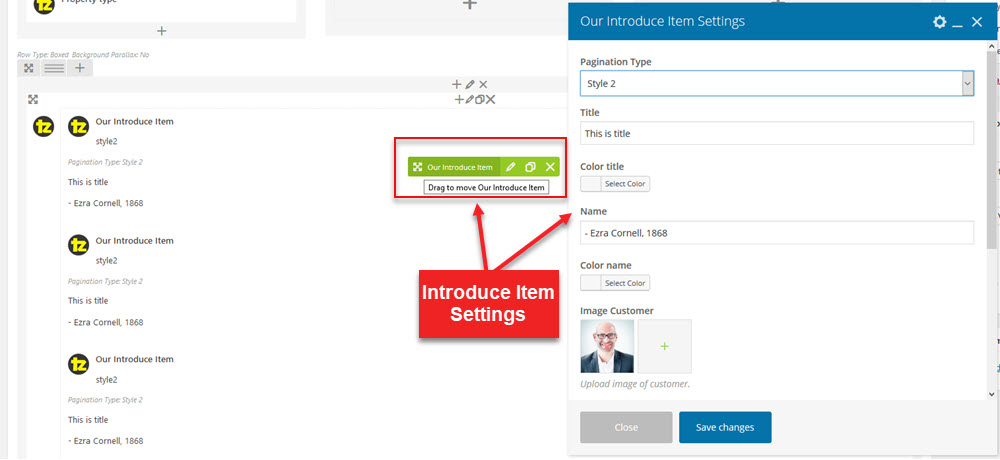 Property type
Row Type: Boxed Background Parallax: No
tz
tz
Our Introduce Item
style2
Pagination Type: Style 2
This is title
- Ezra Cornell, 1868
tz
Our Introduce Item
Pagination Type: Style 2
This is title
- Ezra Cornell, 1868
tz
Our Introduce Item
style2
Pagination Type: Style 2
This is title
- Ezra Cornell, 1868
Our Introduce Item
Drag to move Our Introduce Item
Introduce Item
Settings
Our Introduce Item Settings
Pagination Type
Style 2
Title
This is title
Color title
Select Color
Name
- Ezra Cornell, 1868
Color name
Select Color
Image Customer
Upload image of customer.
Close
Save changes